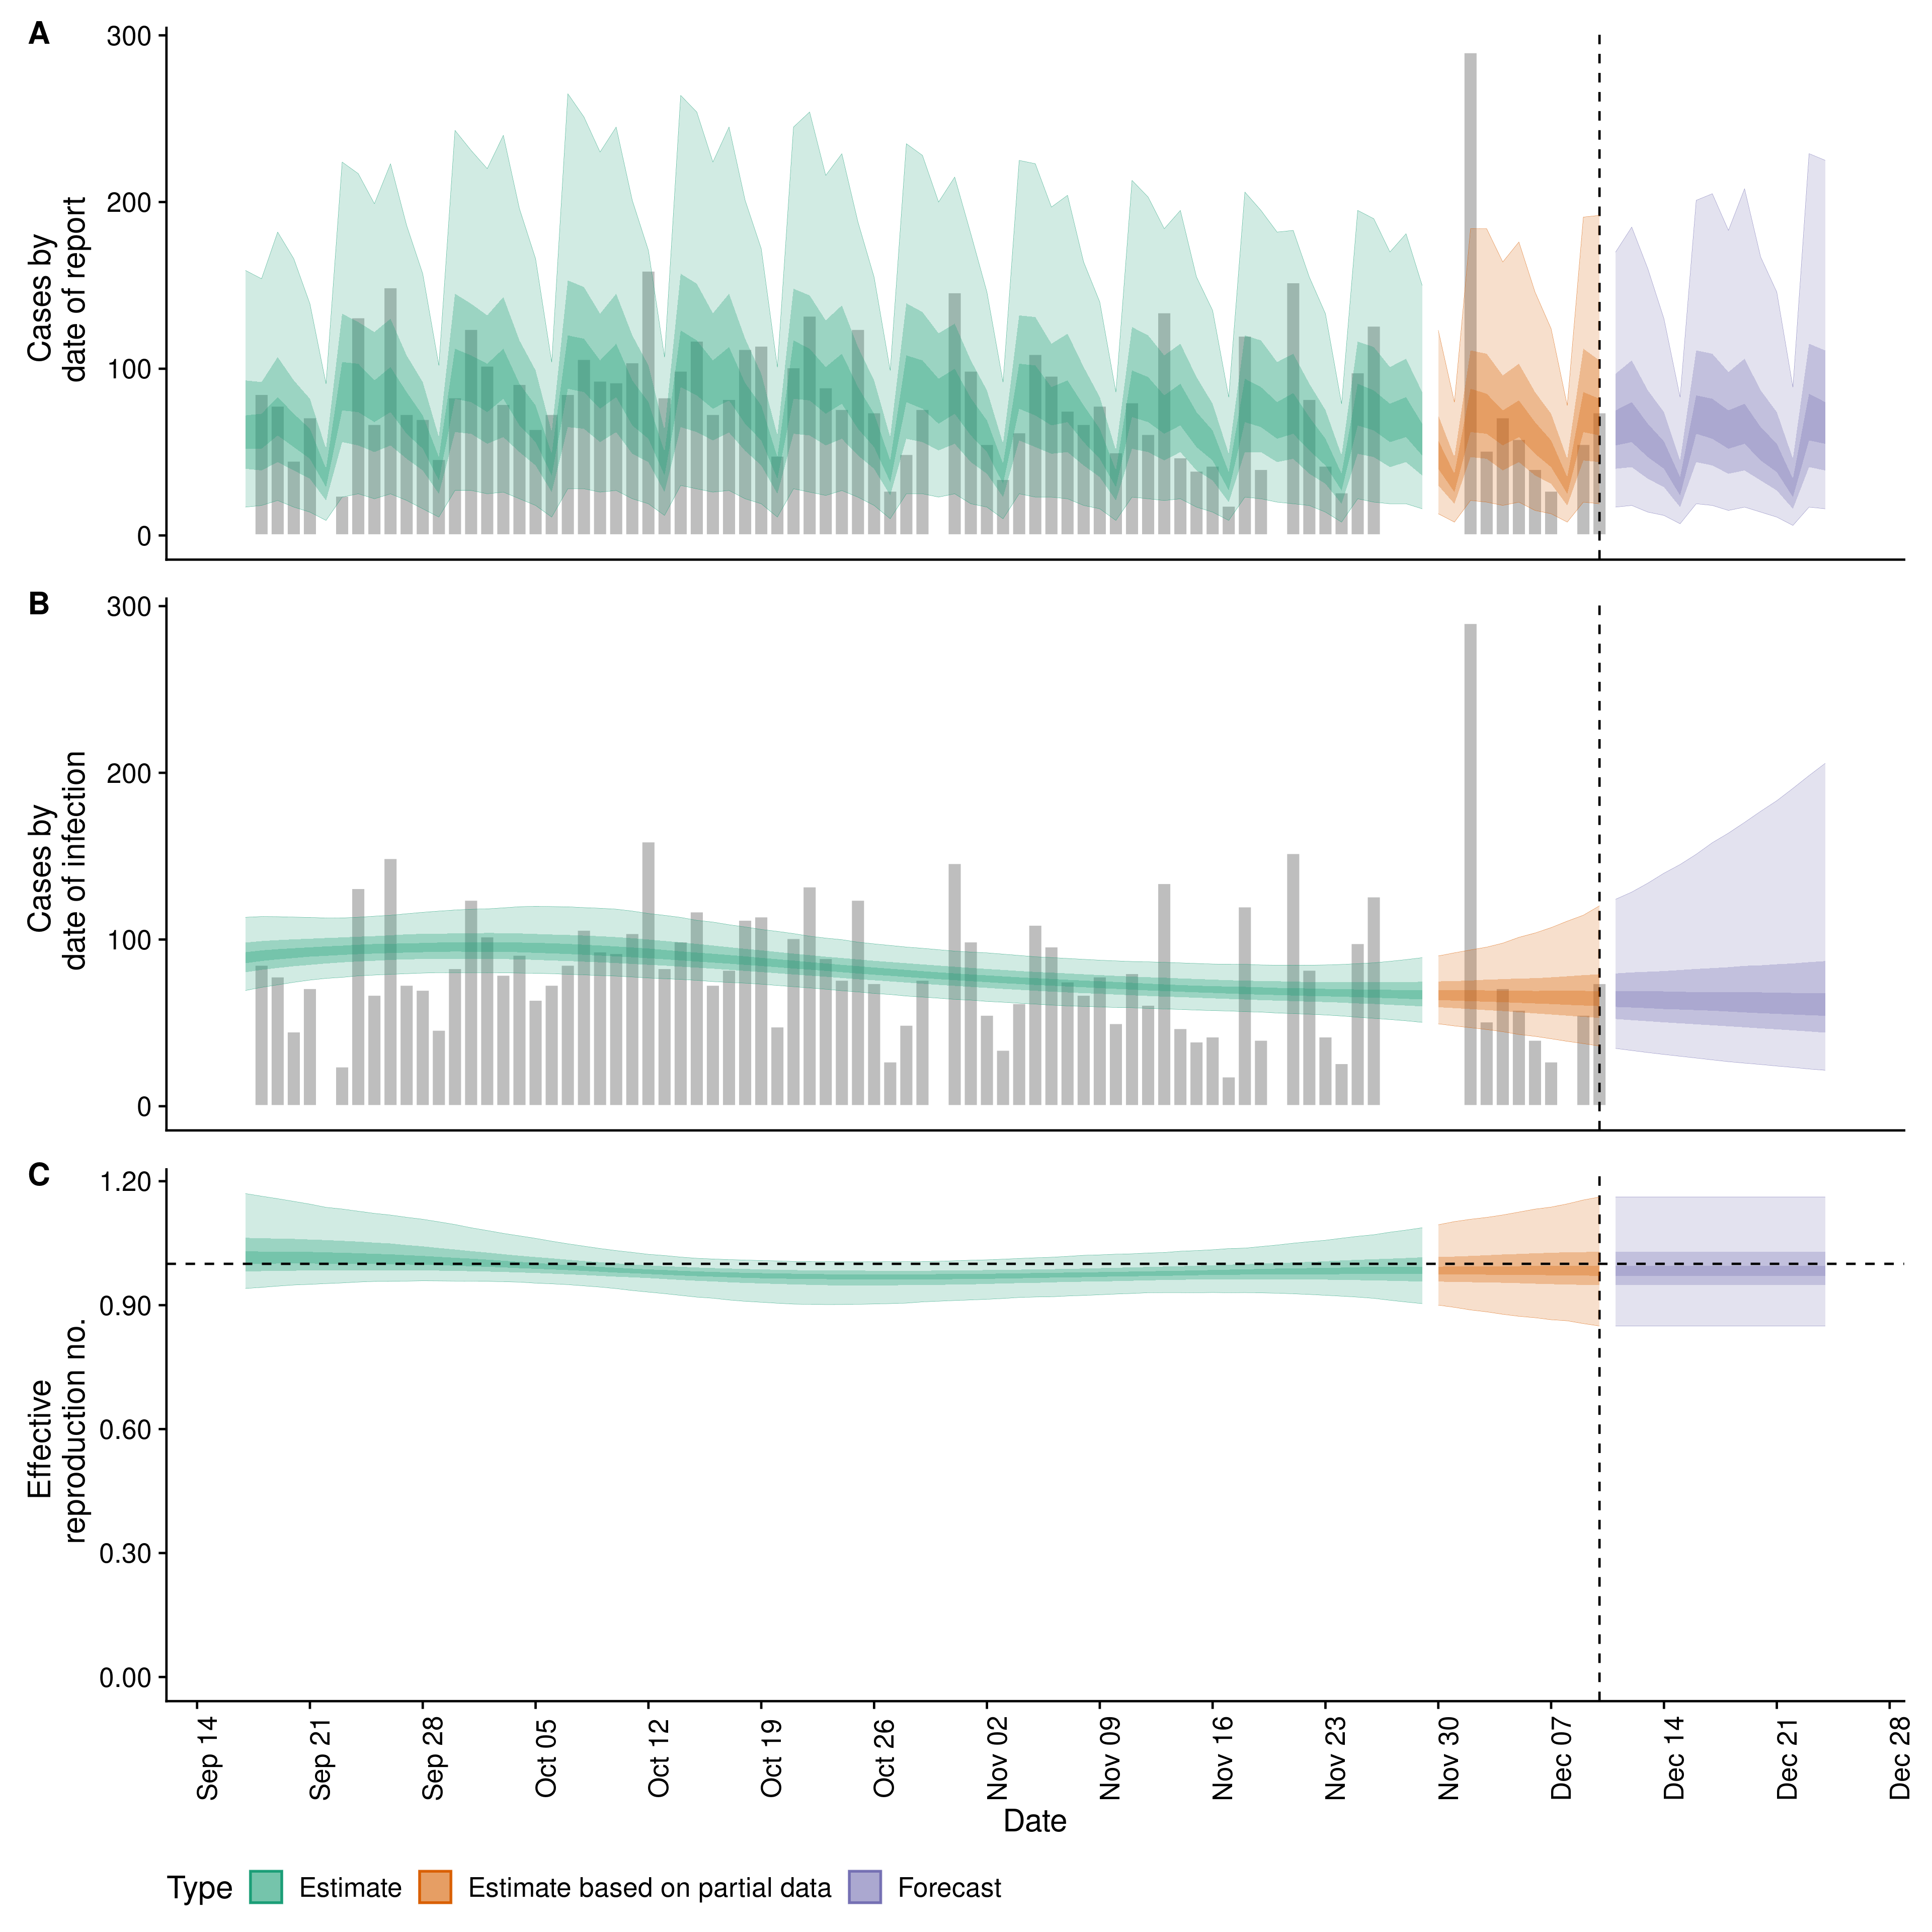 A
300
200
100
0
Cases by
date of report
B
300
200
100
0
Cases by
date of infection
C
1.20
0.90
0.60
0.30
0.00
Effective
reproduction no.
Sep 14
Sep 21
Sep 28
Oct 05
Oct 12
Oct 19
Oct 26
Nov 02
Nov 09
Nov 16
Nov 23
Nov 30
Dec 07
Dec 14
Dec 21
Dec 28
Date
Type Estimate Estimate based on partial data Forecast